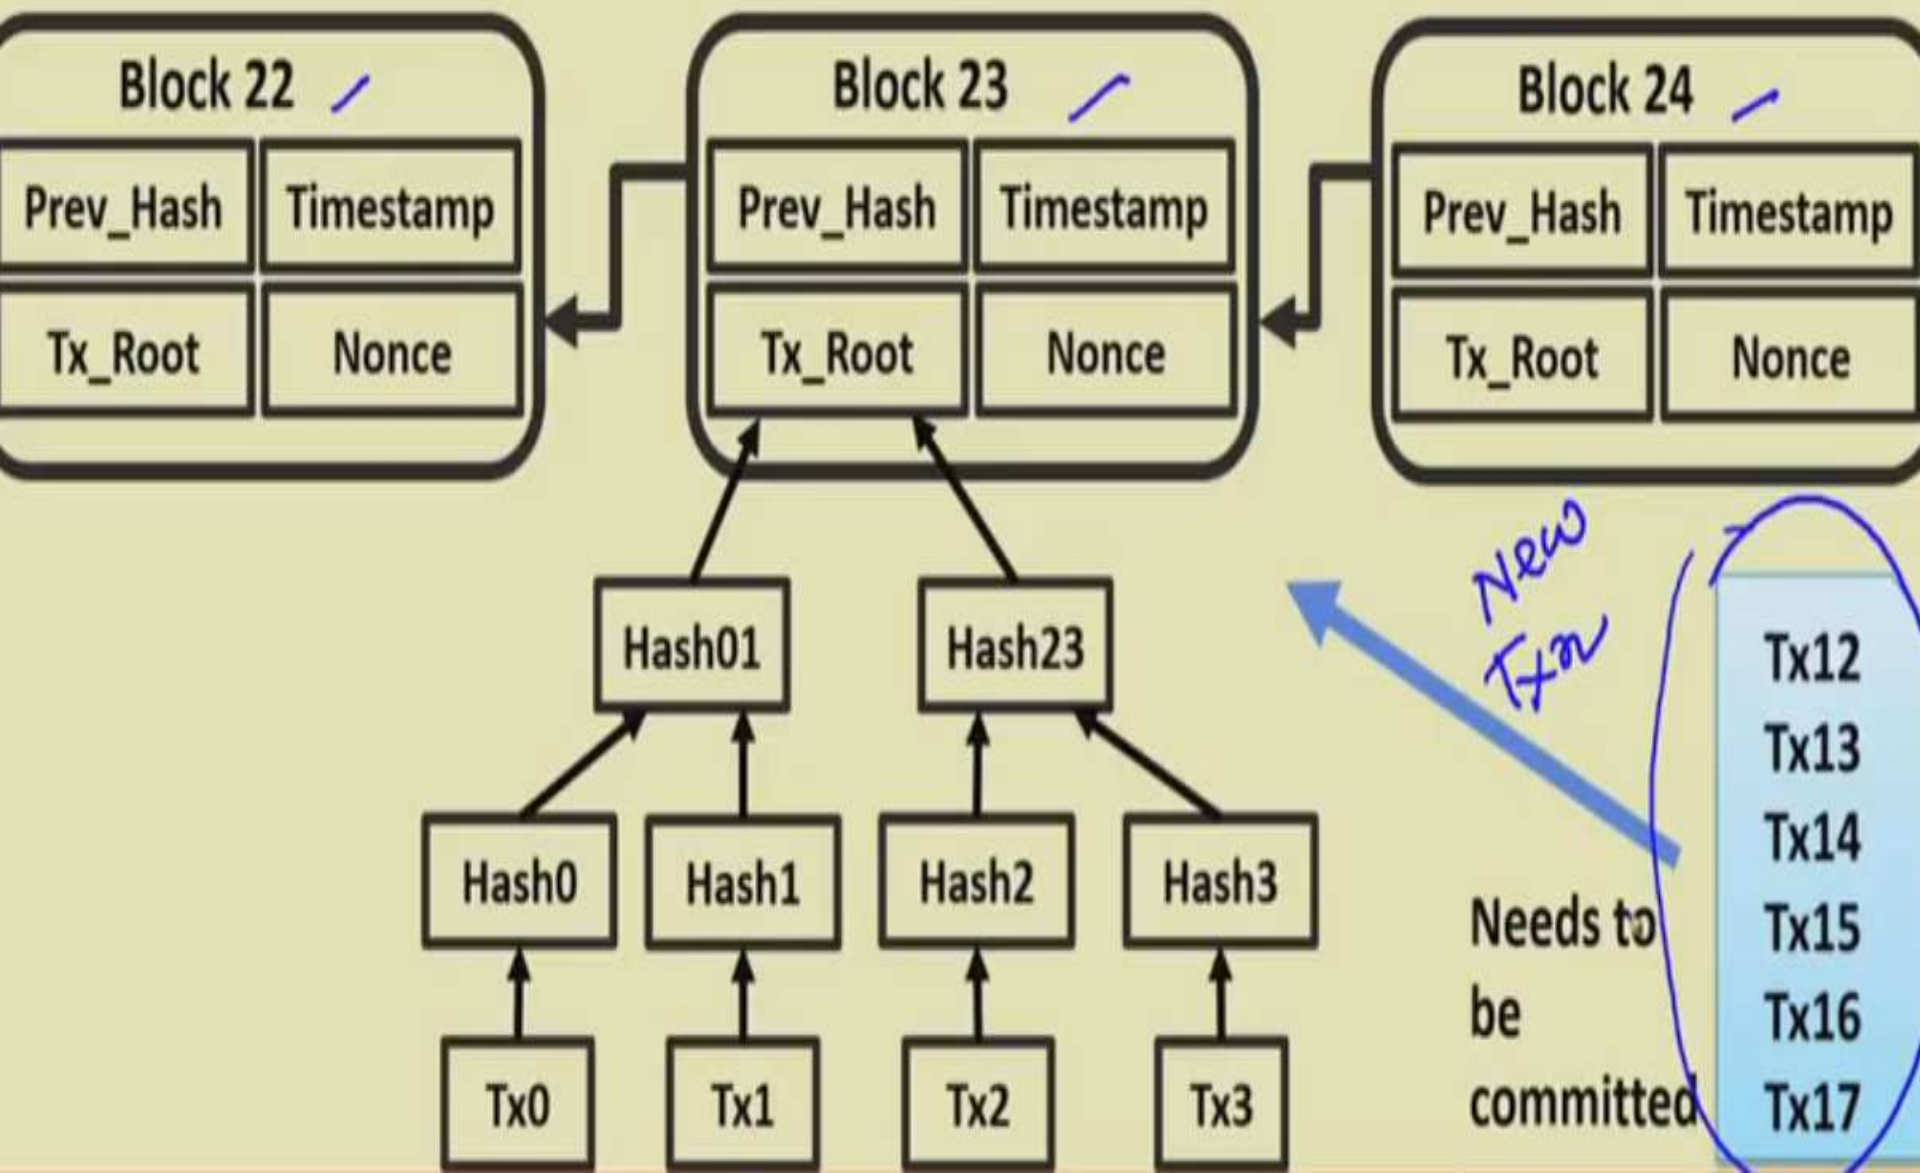 Block 22
Prev_Hash Timestamp
Tx_Root Nonce
Block 23
Prev_Hash Timestamp
Tx_Root Nonce
Block 24
Prev_Hash Timestamp
Tx_Root Nonce
Hash01 Hash23
Hash0 Hash1 Hash2 Hash3
Tx0 Tx1 Tx2 Tx3
New
Txn
Needs to
be
committed
Tx12
Tx13
Tx14
Tx15
Tx16
Tx17